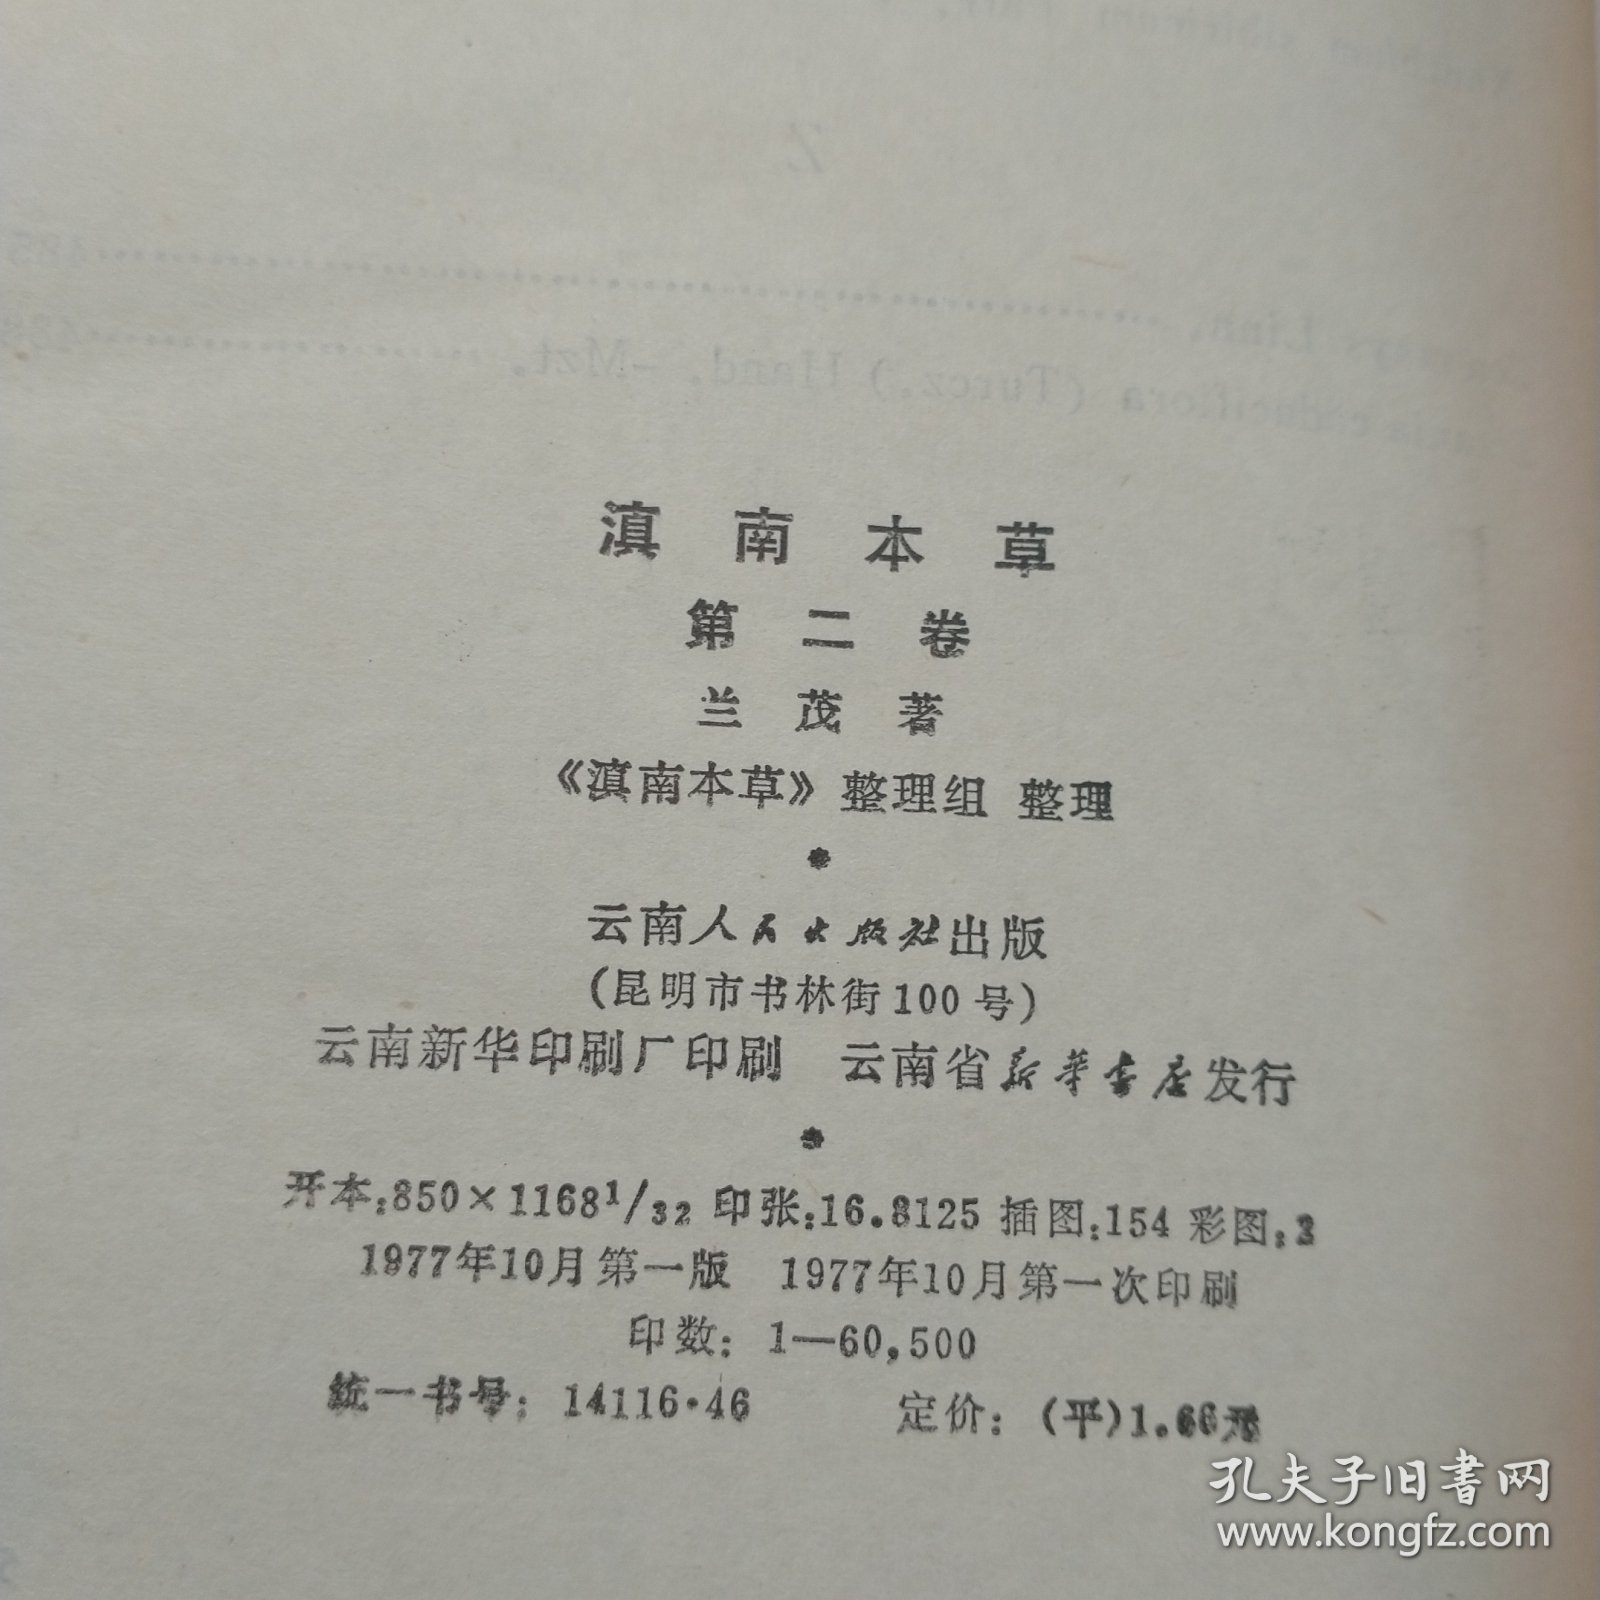 滇南本草
第二卷
兰茂著
《滇南本草》整理组 整理
云南人民出版社出版
(昆明市书林街100号)
云南新华印刷厂印刷 云南省新华书店发行
开本:850×1168 1/32 印张:16.8125 插图:154 彩图:3
1977年10月第一版 1977年10月第一次印刷
印数: 1—60,500
统一书号: 14116·46 定价: (平)1.66元
孔夫子旧书网
www.kongfz.com